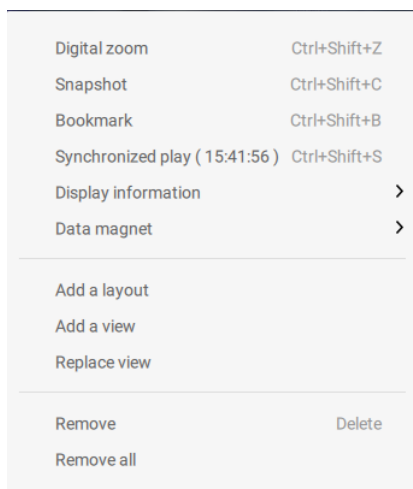 Digital zoom Ctrl+Shift+Z
Snapshot Ctrl+Shift+C
Bookmark Ctrl+Shift+B
Synchronized play ( 15:41:56 ) Ctrl+Shift+S
Display information
Data magnet
Add a layout
Add a view
Replace view
Remove Delete
Remove all